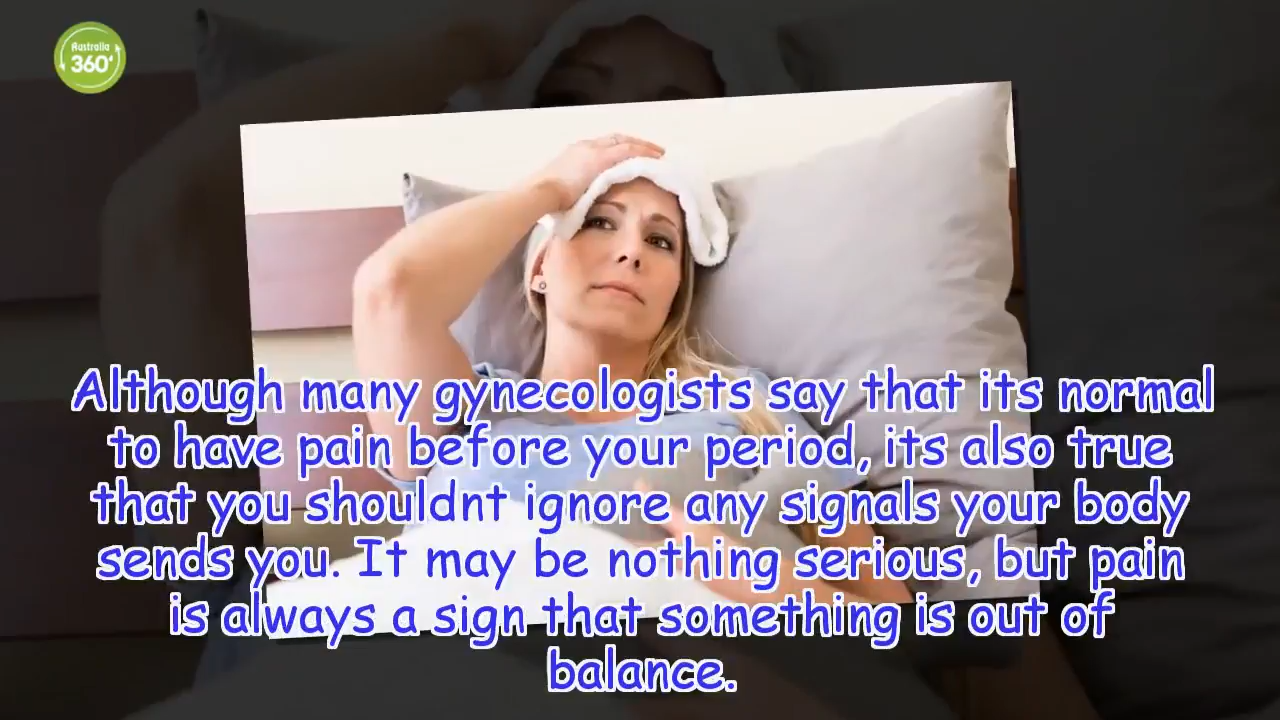 Australia
360°
Although many gynecologists say that its normal
to have pain before your period, its also true
that you shouldnt ignore any signals your body
sends you. It may be nothing serious, but pain
is always a sign that something is out of
balance.